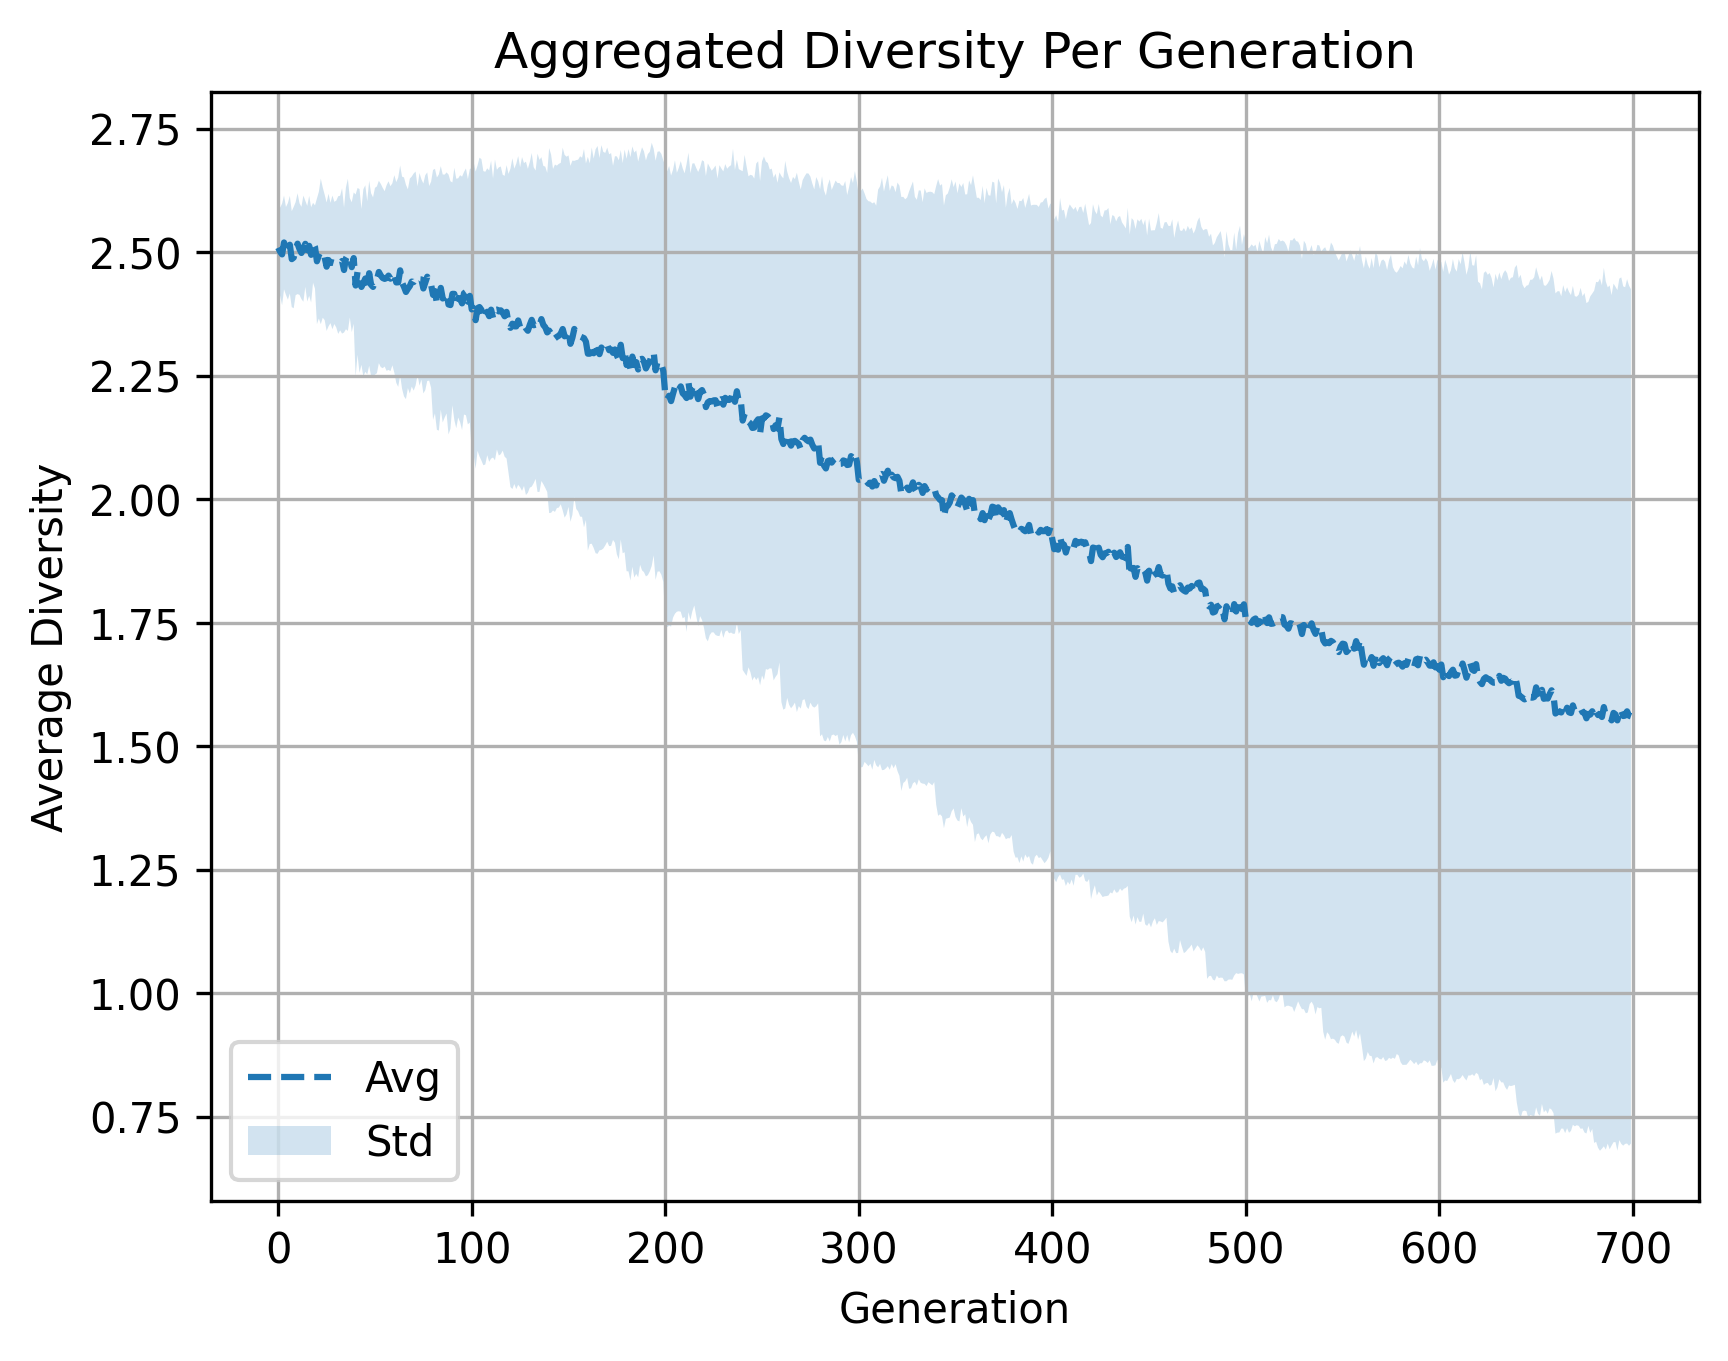 Aggregated Diversity Per Generation
2.75
2.50
2.25
2.00
1.75
1.50
1.25
1.00
0.75
Average Diversity
Avg
Std
0 100 200 300 400 500 600 700
Generation